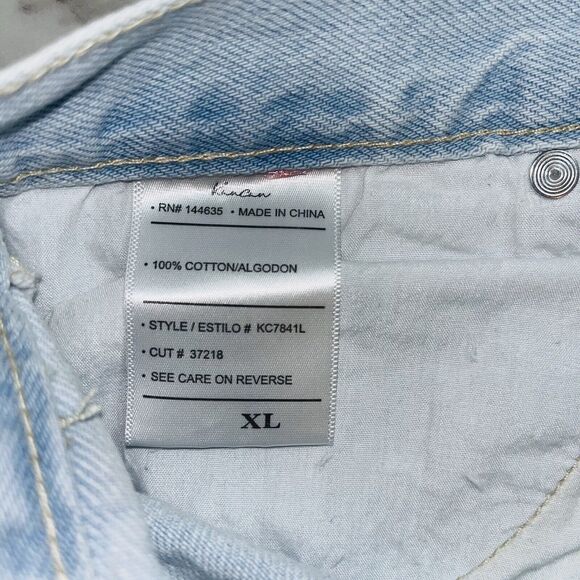 Kancan
• RN# 144635 • MADE IN CHINA
• 100% COTTON/ALGODON
• STYLE / ESTILO # KC7841L
• CUT # 37218
• SEE CARE ON REVERSE
XL